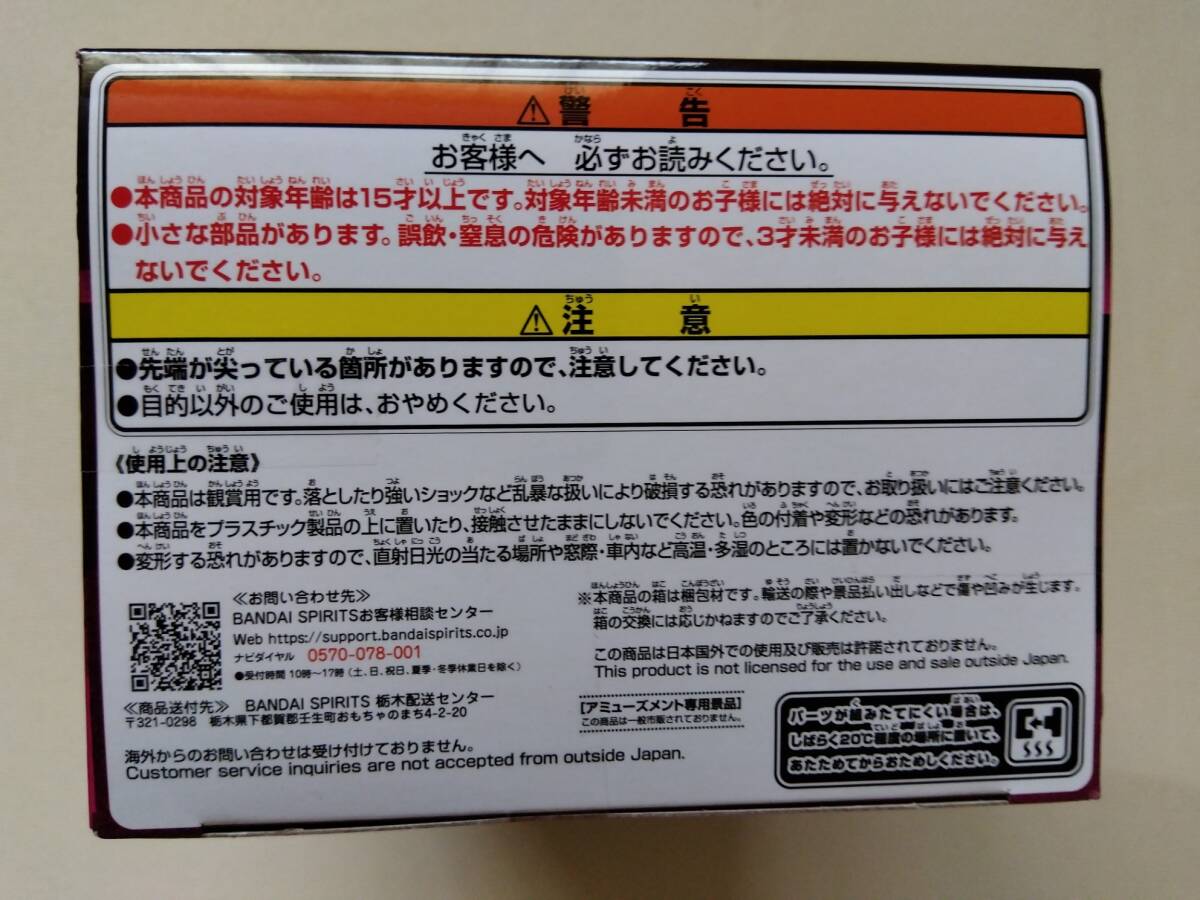 ⚠警告
お客様へ 必ずお読みください。
●本商品の対象年齢は15才以上です。対象年齢未満のお子様には絶対に与えないでください。
●小さな部品があります。誤飲・窒息の危険がありますので、3才未満のお子様には絶対に与え
ないでください。
⚠注意
●先端が尖っている箇所がありますので、注意してください。
●目的以外のご使用は、おやめください。
《使用上の注意》
●本商品は観賞用です。落としたり強いショックなど乱暴な扱いにより破損する恐れがありますので、お取り扱いにはご注意ください。
●本商品をプラスチック製品の上に置いたり、接触させたままにしないでください。色の付着や変形などの恐れがあります。
●変形する恐れがありますので、直射日光の当たる場所や窓際・車内など高温・多湿のところには置かないでください。
≪お問い合わせ先≫
BANDAI SPIRITSお客様相談センター
Web https://support.bandaispirits.co.jp
ナビダイヤル 0570-078-001
●受付時間 10時～17時（土、日、祝日、夏季・冬季休業日を除く）
≪商品送付先≫ BANDAI SPIRITS 栃木配送センター
〒321-0298 栃木県下都賀郡壬生町おもちゃのまち4-2-20
海外からのお問い合わせは受け付けておりません。
Customer service inquiries are not accepted from outside Japan.
※本商品の箱は梱包材です。輸送の際や景品払い出しなどで傷や凹みが生じます。
箱の交換には応じかねますのでご了承ください。
この商品は日本国外での使用及び販売は許諾されておりません。
This product is not licensed for the use and sale outside Japan.
［アミューズメント専用景品］
この商品は一般市販されておりません。
パーツが組みたてにくい場合は、
しばらく20℃程度の場所に置いて、
あたためてからおためしください。